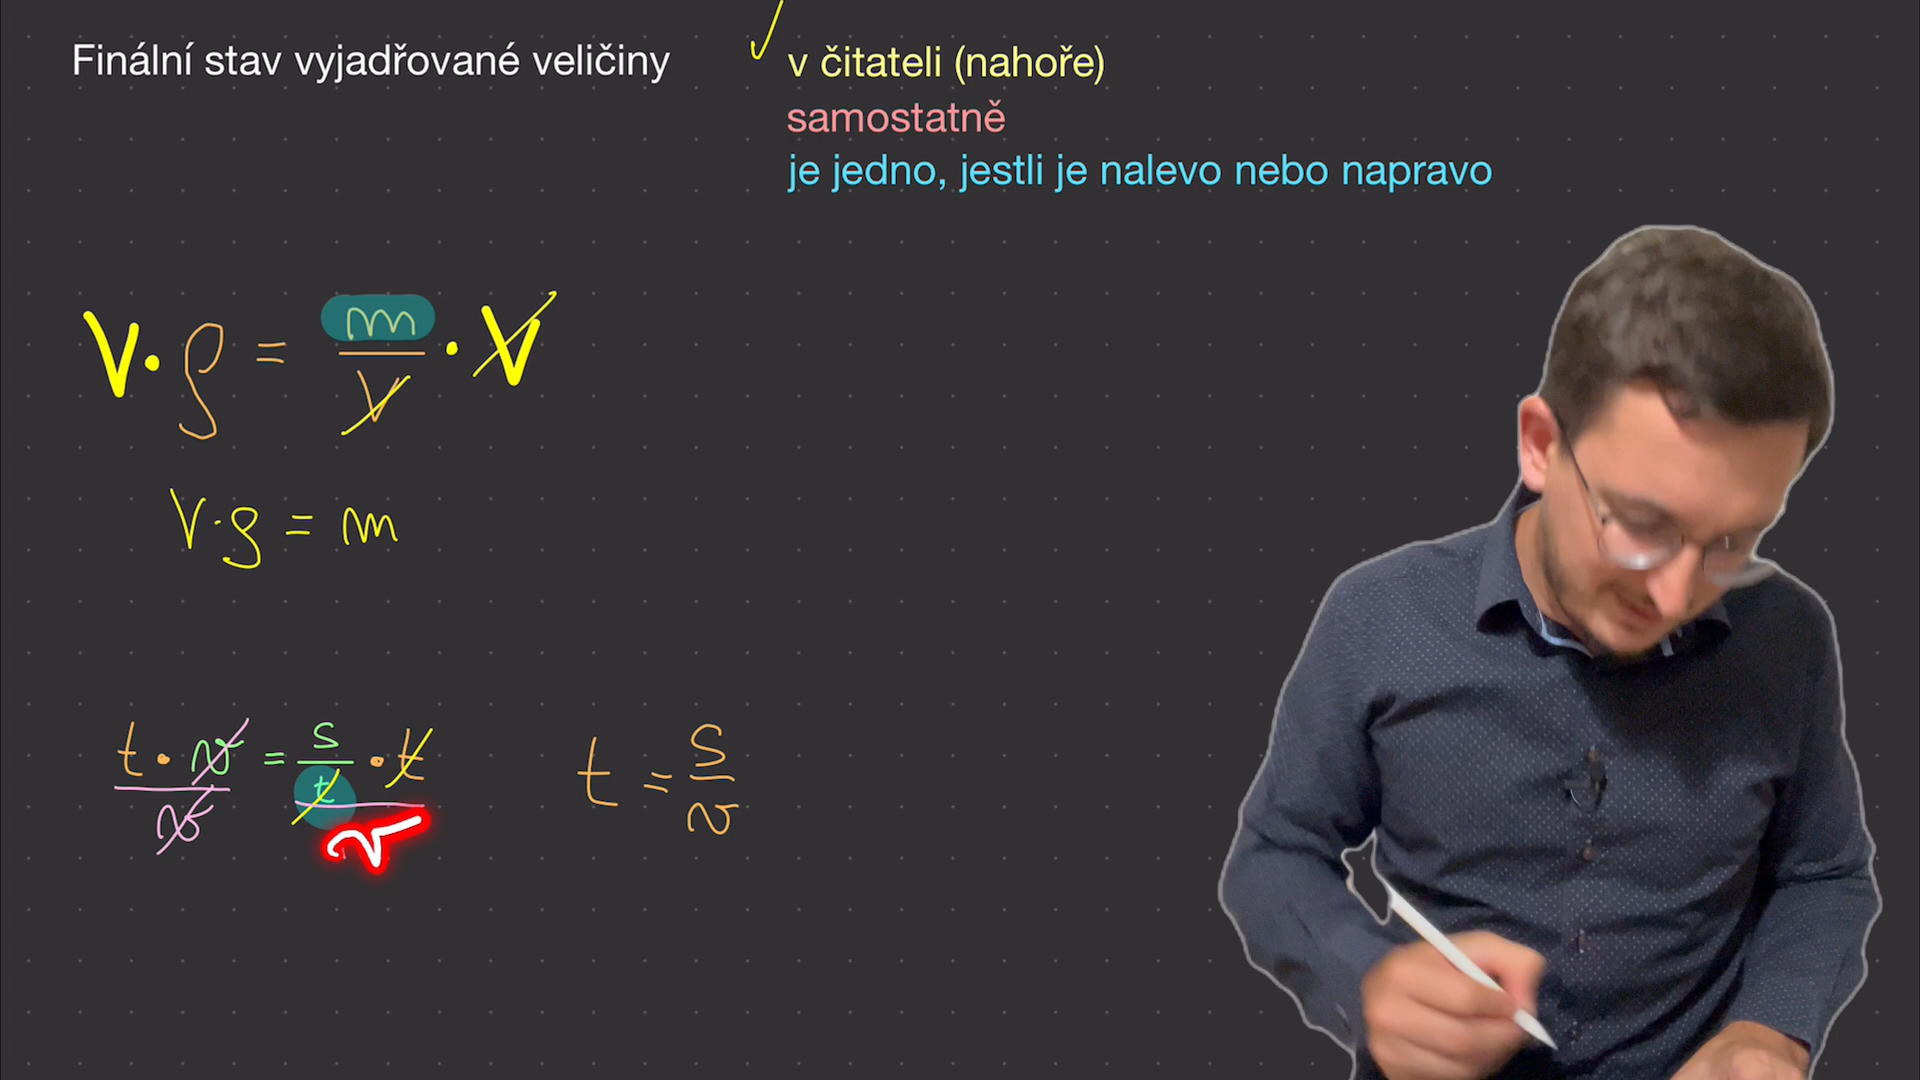 Finální stav vyjadřované veličiny
v čitateli (nahoře)
samostatně
je jedno, jestli je nalevo nebo napravo
V · ρ = m / V · V
V · ρ = m
t · v / v = s / t · t / v
t = s / v